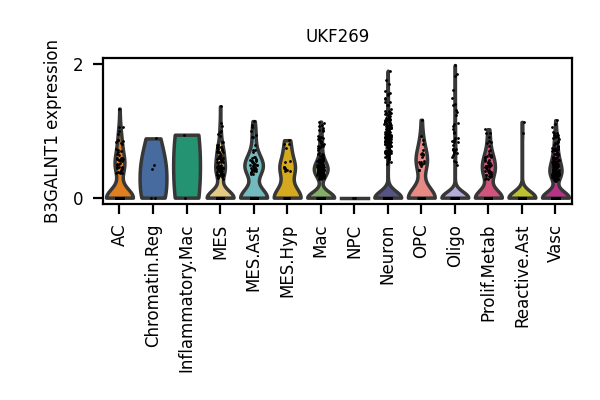 UKF269
B3GALNT1 expression
2
0
AC
Chromatin.Reg
Inflammatory.Mac
MES
MES.Ast
MES.Hyp
Mac
NPC
Neuron
OPC
Oligo
Prolif.Metab
Reactive.Ast
Vasc